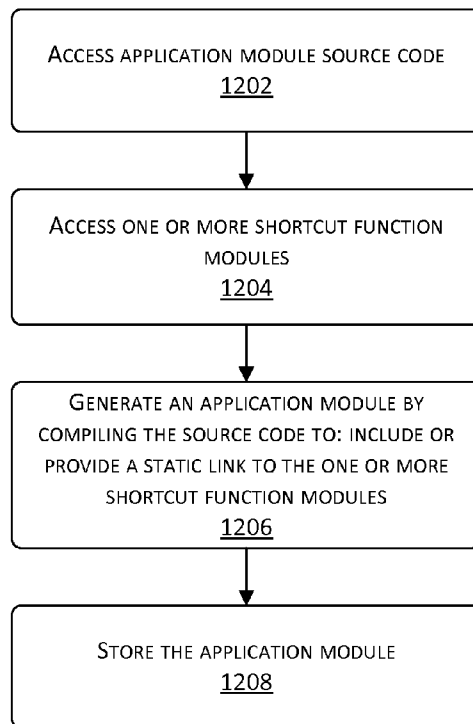 ACCESS APPLICATION MODULE SOURCE CODE
1202
ACCESS ONE OR MORE SHORTCUT FUNCTION
MODULES
1204
GENERATE AN APPLICATION MODULE BY
COMPILING THE SOURCE CODE TO: INCLUDE OR
PROVIDE A STATIC LINK TO THE ONE OR MORE
SHORTCUT FUNCTION MODULES
1206
STORE THE APPLICATION MODULE
1208